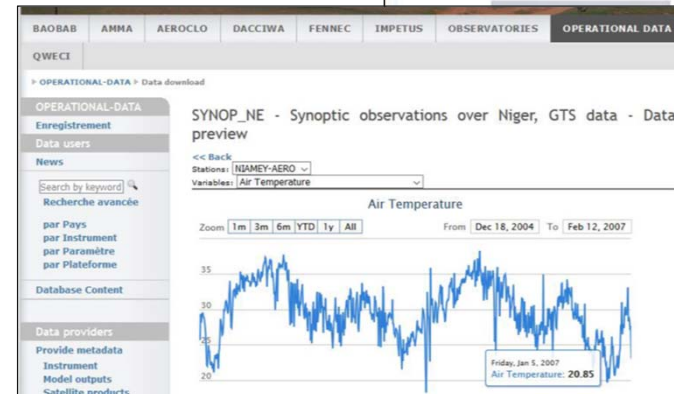 BAOBAB AMMA AEROCLO DACCIWA FENNEC IMPETUS OBSERVATORIES OPERATIONAL DATA
QWECI
OPERATIONAL-DATA > Data download
OPERATIONAL-DATA
Enregistrement
Data users
News
Search by keyword
Recherche avancée
par Pays
par Instrument
par Paramètre
par Plateforme
Database Content
Data providers
Provide metadata
Instrument
Model outputs
Satellite products
SYNOP_NE - Synoptic observations over Niger, GTS data - Data
preview
<< Back
Stations: NIAMEY-AERO
Variables: Air Temperature
Air Temperature
Zoom 1m 3m 6m YTD 1y All From Dec 18, 2004 To Feb 12, 2007
35
30
25
20
Friday, Jan 5, 2007
Air Temperature: 20.85